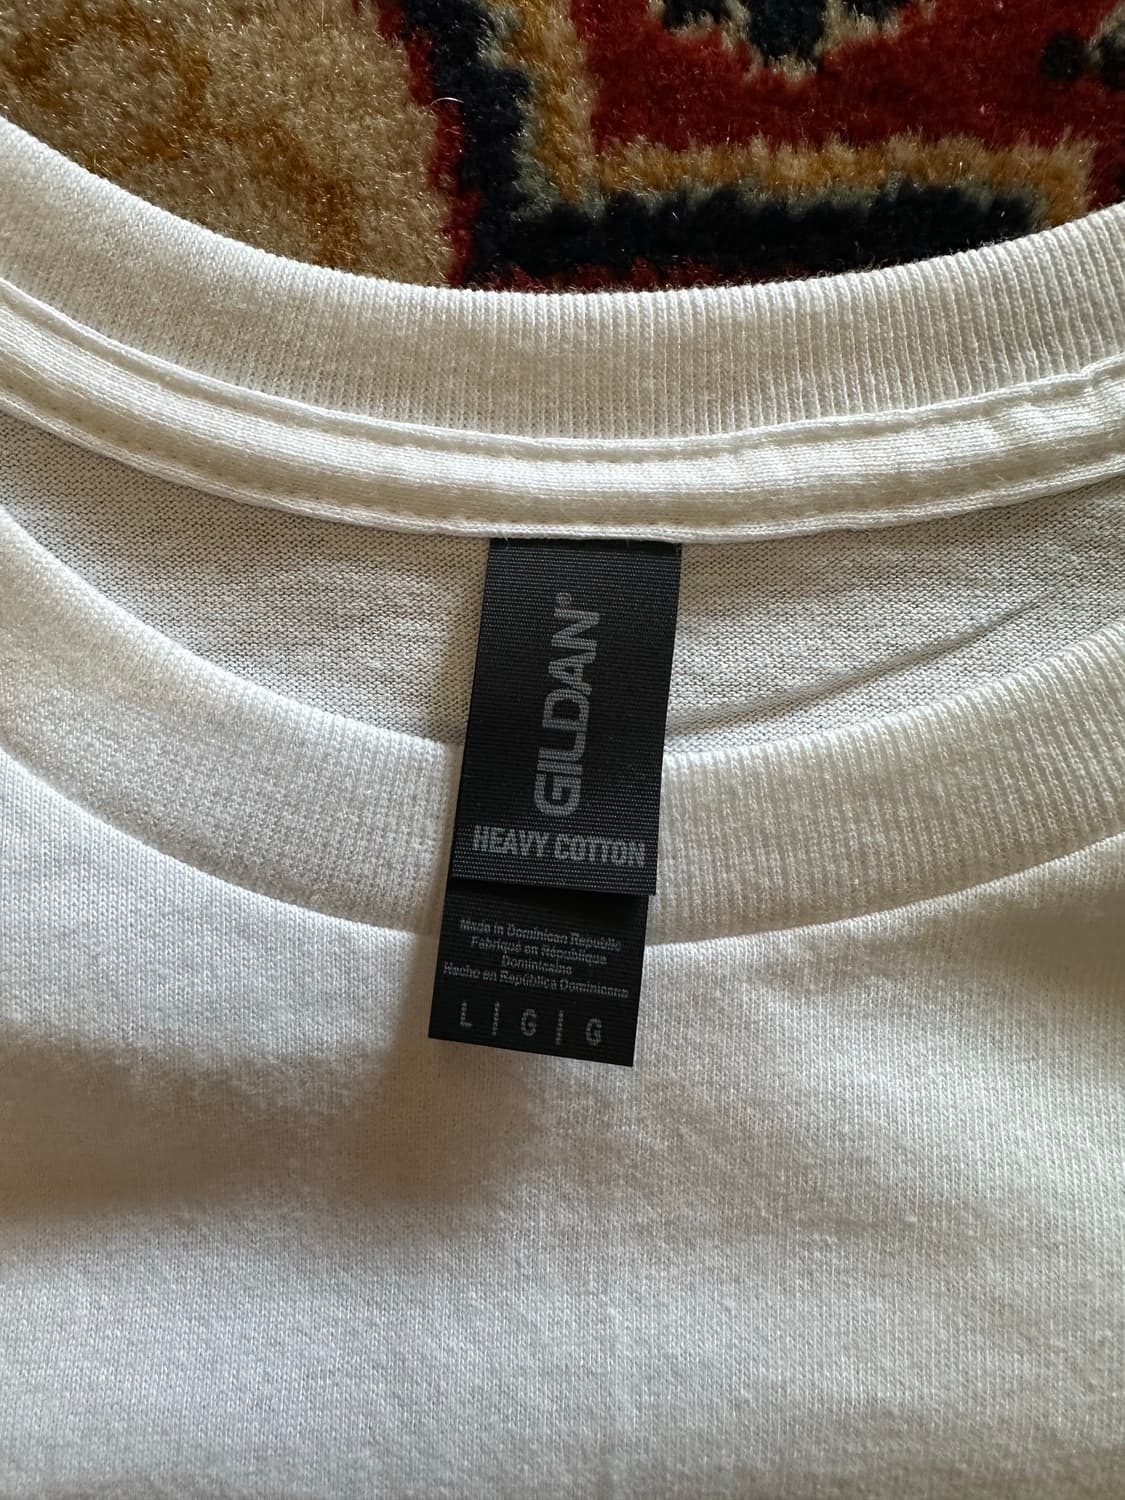 GILDAN®
HEAVY COTTON
Made in Dominican Republic
Fabriqué en République
Dominicaine
Hecho en República Dominicana
L | G | G